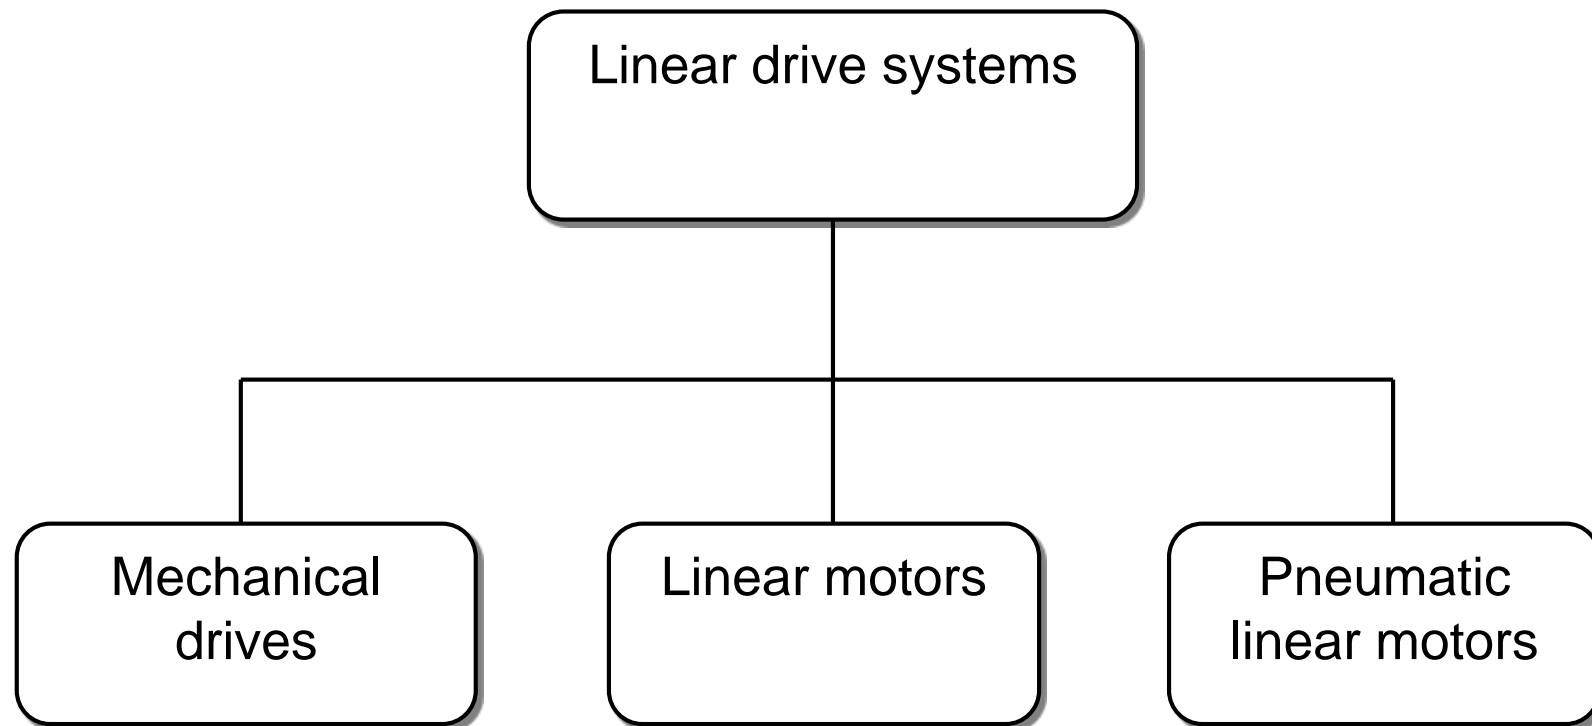 Linear drive systems
Mechanical
drives
Linear motors
Pneumatic
linear motors